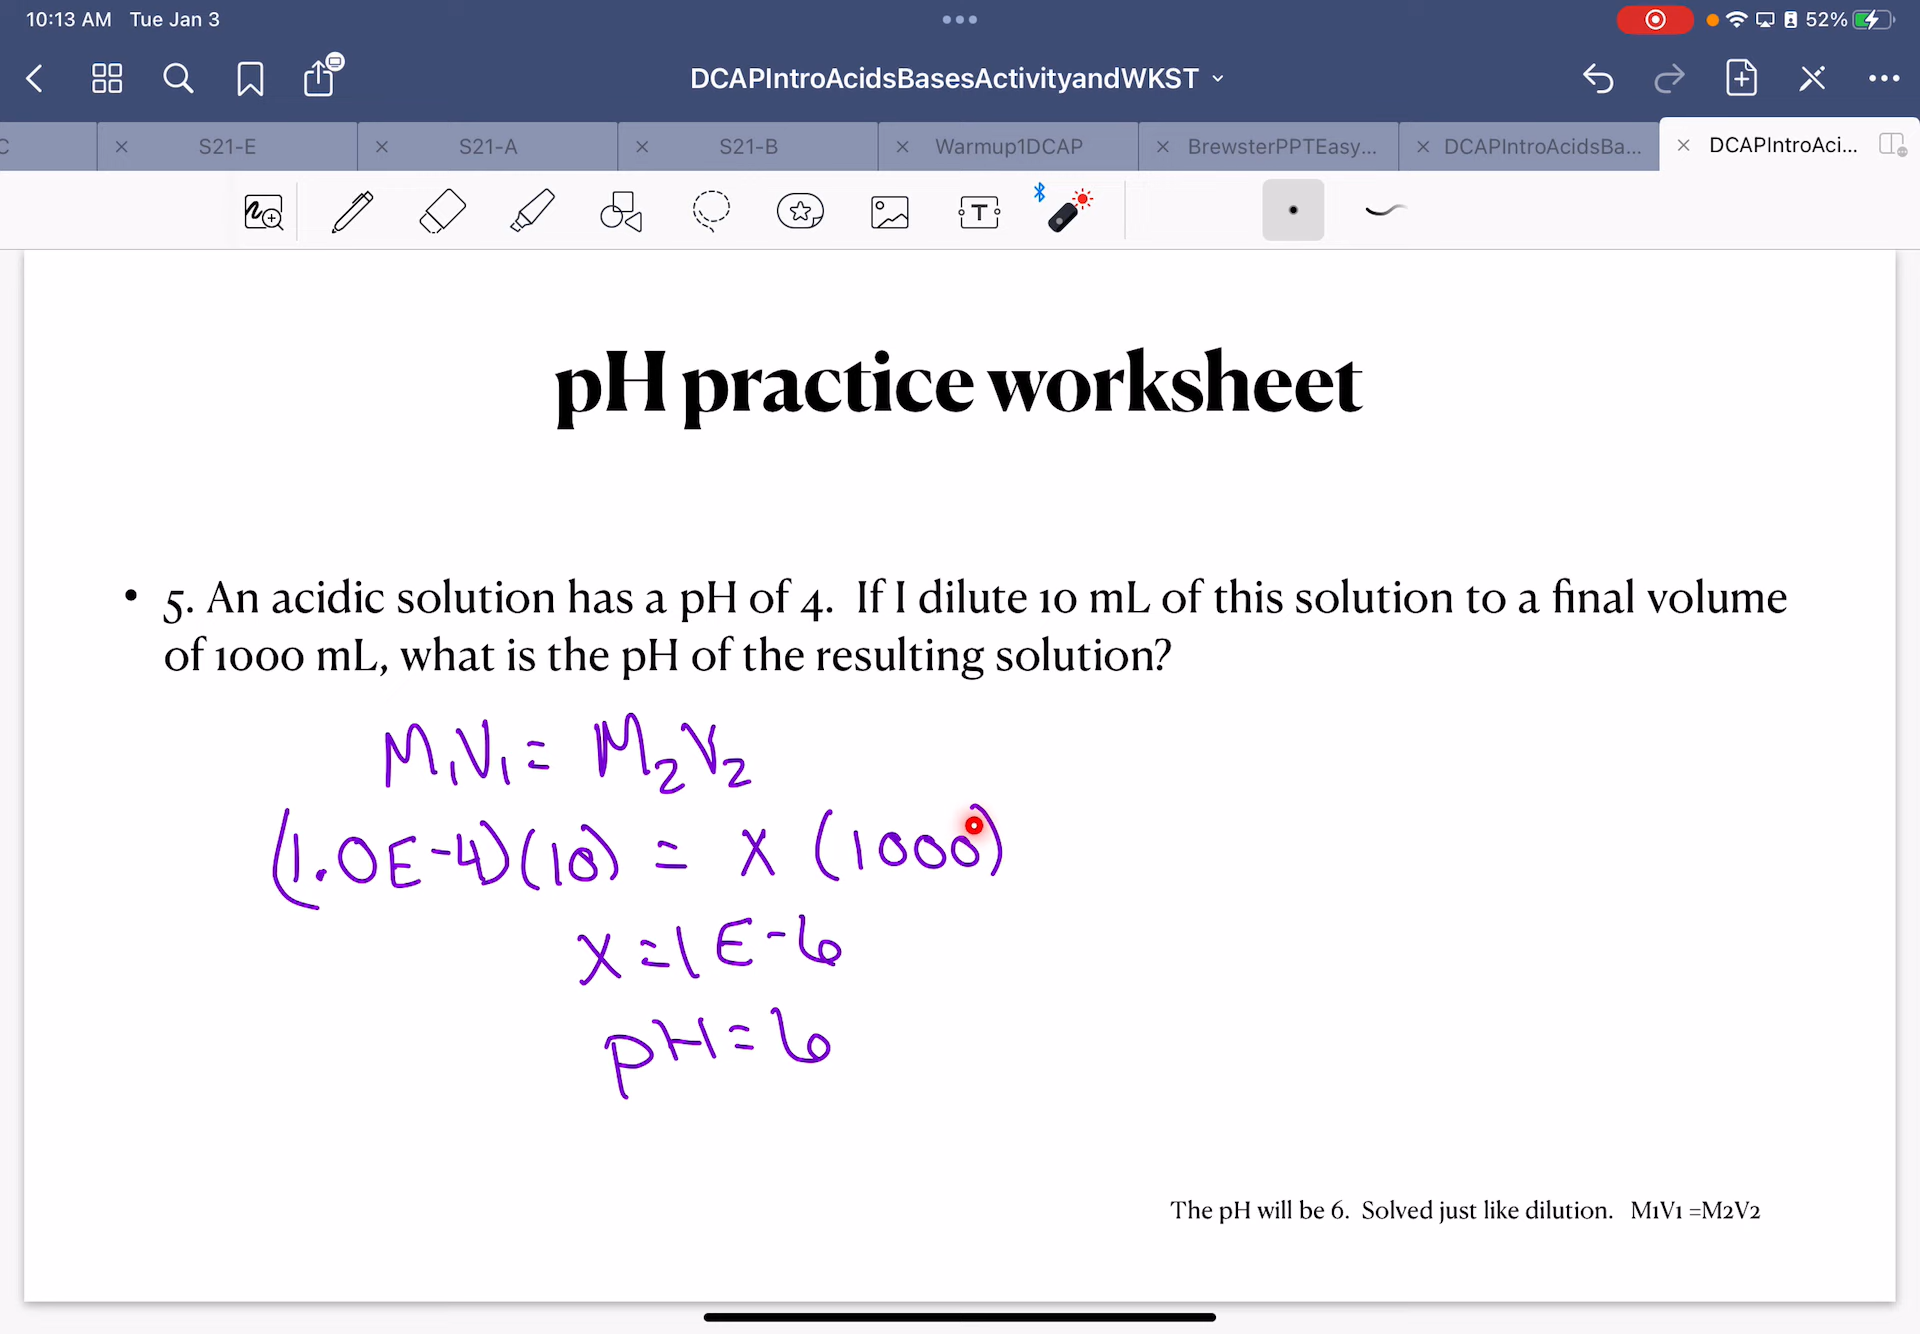 10:13 AM Tue Jan 3
52%
DCAPIntroAcidsBasesActivityandWKST
C
S21-E
S21-A
S21-B
Warmup1DCAP
BrewsterPPTEasy...
DCAPIntroAcidsBa...
DCAPIntroAci...
T
pH practice worksheet
• 5. An acidic solution has a pH of 4. If I dilute 10 mL of this solution to a final volume
of 1000 mL, what is the pH of the resulting solution?
M₁V₁ = M₂V₂
(1.0E-4)(10) = x (1000)
x = 1E-6
pH = 6
The pH will be 6. Solved just like dilution. M1V1 =M2V2